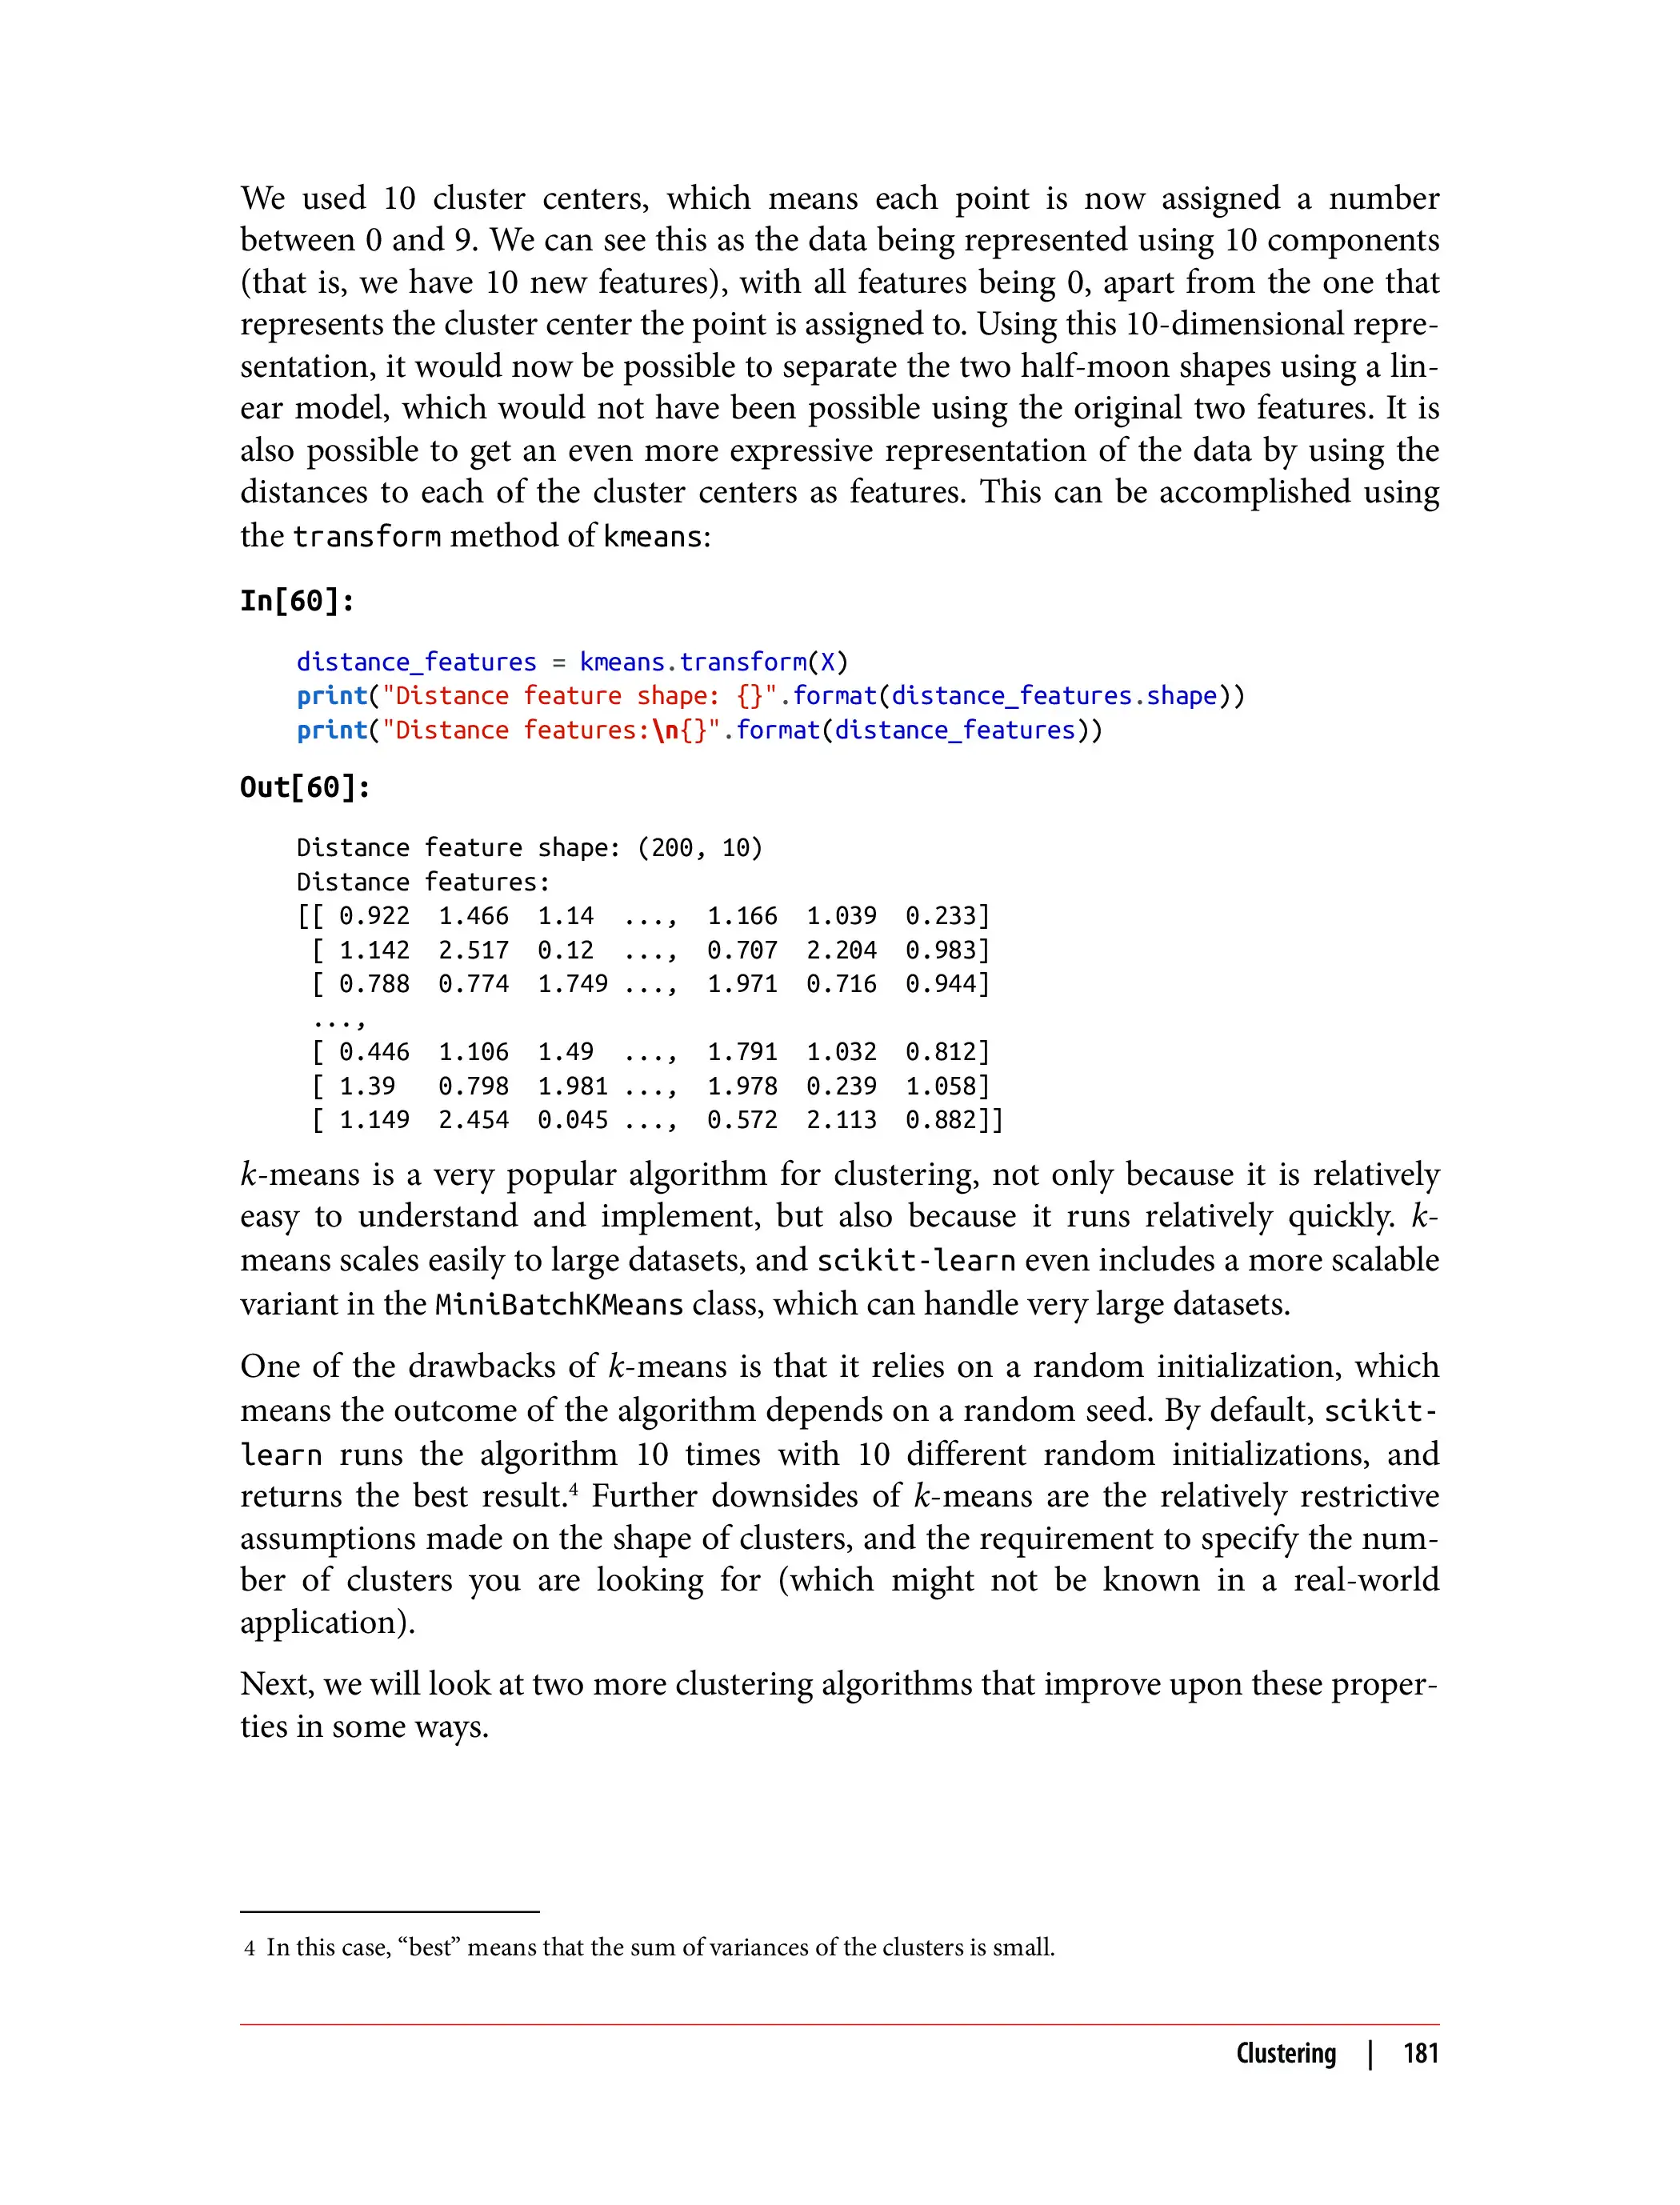 We used 10 cluster centers, which means each point is now assigned a number
between 0 and 9. We can see this as the data being represented using 10 components
(that is, we have 10 new features), with all features being 0, apart from the one that
represents the cluster center the point is assigned to. Using this 10-dimensional repre-
sentation, it would now be possible to separate the two half-moon shapes using a lin-
ear model, which would not have been possible using the original two features. It is
also possible to get an even more expressive representation of the data by using the
distances to each of the cluster centers as features. This can be accomplished using
the transform method of kmeans:
In[60]:
distance_features = kmeans.transform(X)
print("Distance feature shape: {}".format(distance_features.shape))
print("Distance features:\n{}".format(distance_features))
Out[60]:
Distance feature shape: (200, 10)
Distance features:
[[ 0.922  1.466  1.14  ...,  1.166  1.039  0.233]
 [ 1.142  2.517  0.12  ...,  0.707  2.204  0.983]
 [ 0.788  0.774  1.749 ...,  1.971  0.716  0.944]
 ...,
 [ 0.446  1.106  1.49  ...,  1.791  1.032  0.812]
 [ 1.39   0.798  1.981 ...,  1.978  0.239  1.058]
 [ 1.149  2.454  0.045 ...,  0.572  2.113  0.882]]
k-means is a very popular algorithm for clustering, not only because it is relatively
easy to understand and implement, but also because it runs relatively quickly. k-
means scales easily to large datasets, and scikit-learn even includes a more scalable
variant in the MiniBatchKMeans class, which can handle very large datasets.
One of the drawbacks of k-means is that it relies on a random initialization, which
means the outcome of the algorithm depends on a random seed. By default, scikit-
learn runs the algorithm 10 times with 10 different random initializations, and
returns the best result.4 Further downsides of k-means are the relatively restrictive
assumptions made on the shape of clusters, and the requirement to specify the num-
ber of clusters you are looking for (which might not be known in a real-world
application).
Next, we will look at two more clustering algorithms that improve upon these proper-
ties in some ways.
4 In this case, “best” means that the sum of variances of the clusters is small.
Clustering | 181